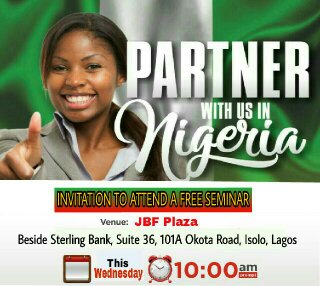 PARTNER
WITH US IN
Nigeria
INVITATION TO ATTEND A FREE SEMINAR
Venue: JBF Plaza
Beside Sterling Bank, Suite 36, 101A Okota Road, Isolo, Lagos
This
Wednesday
10:00am
prompt